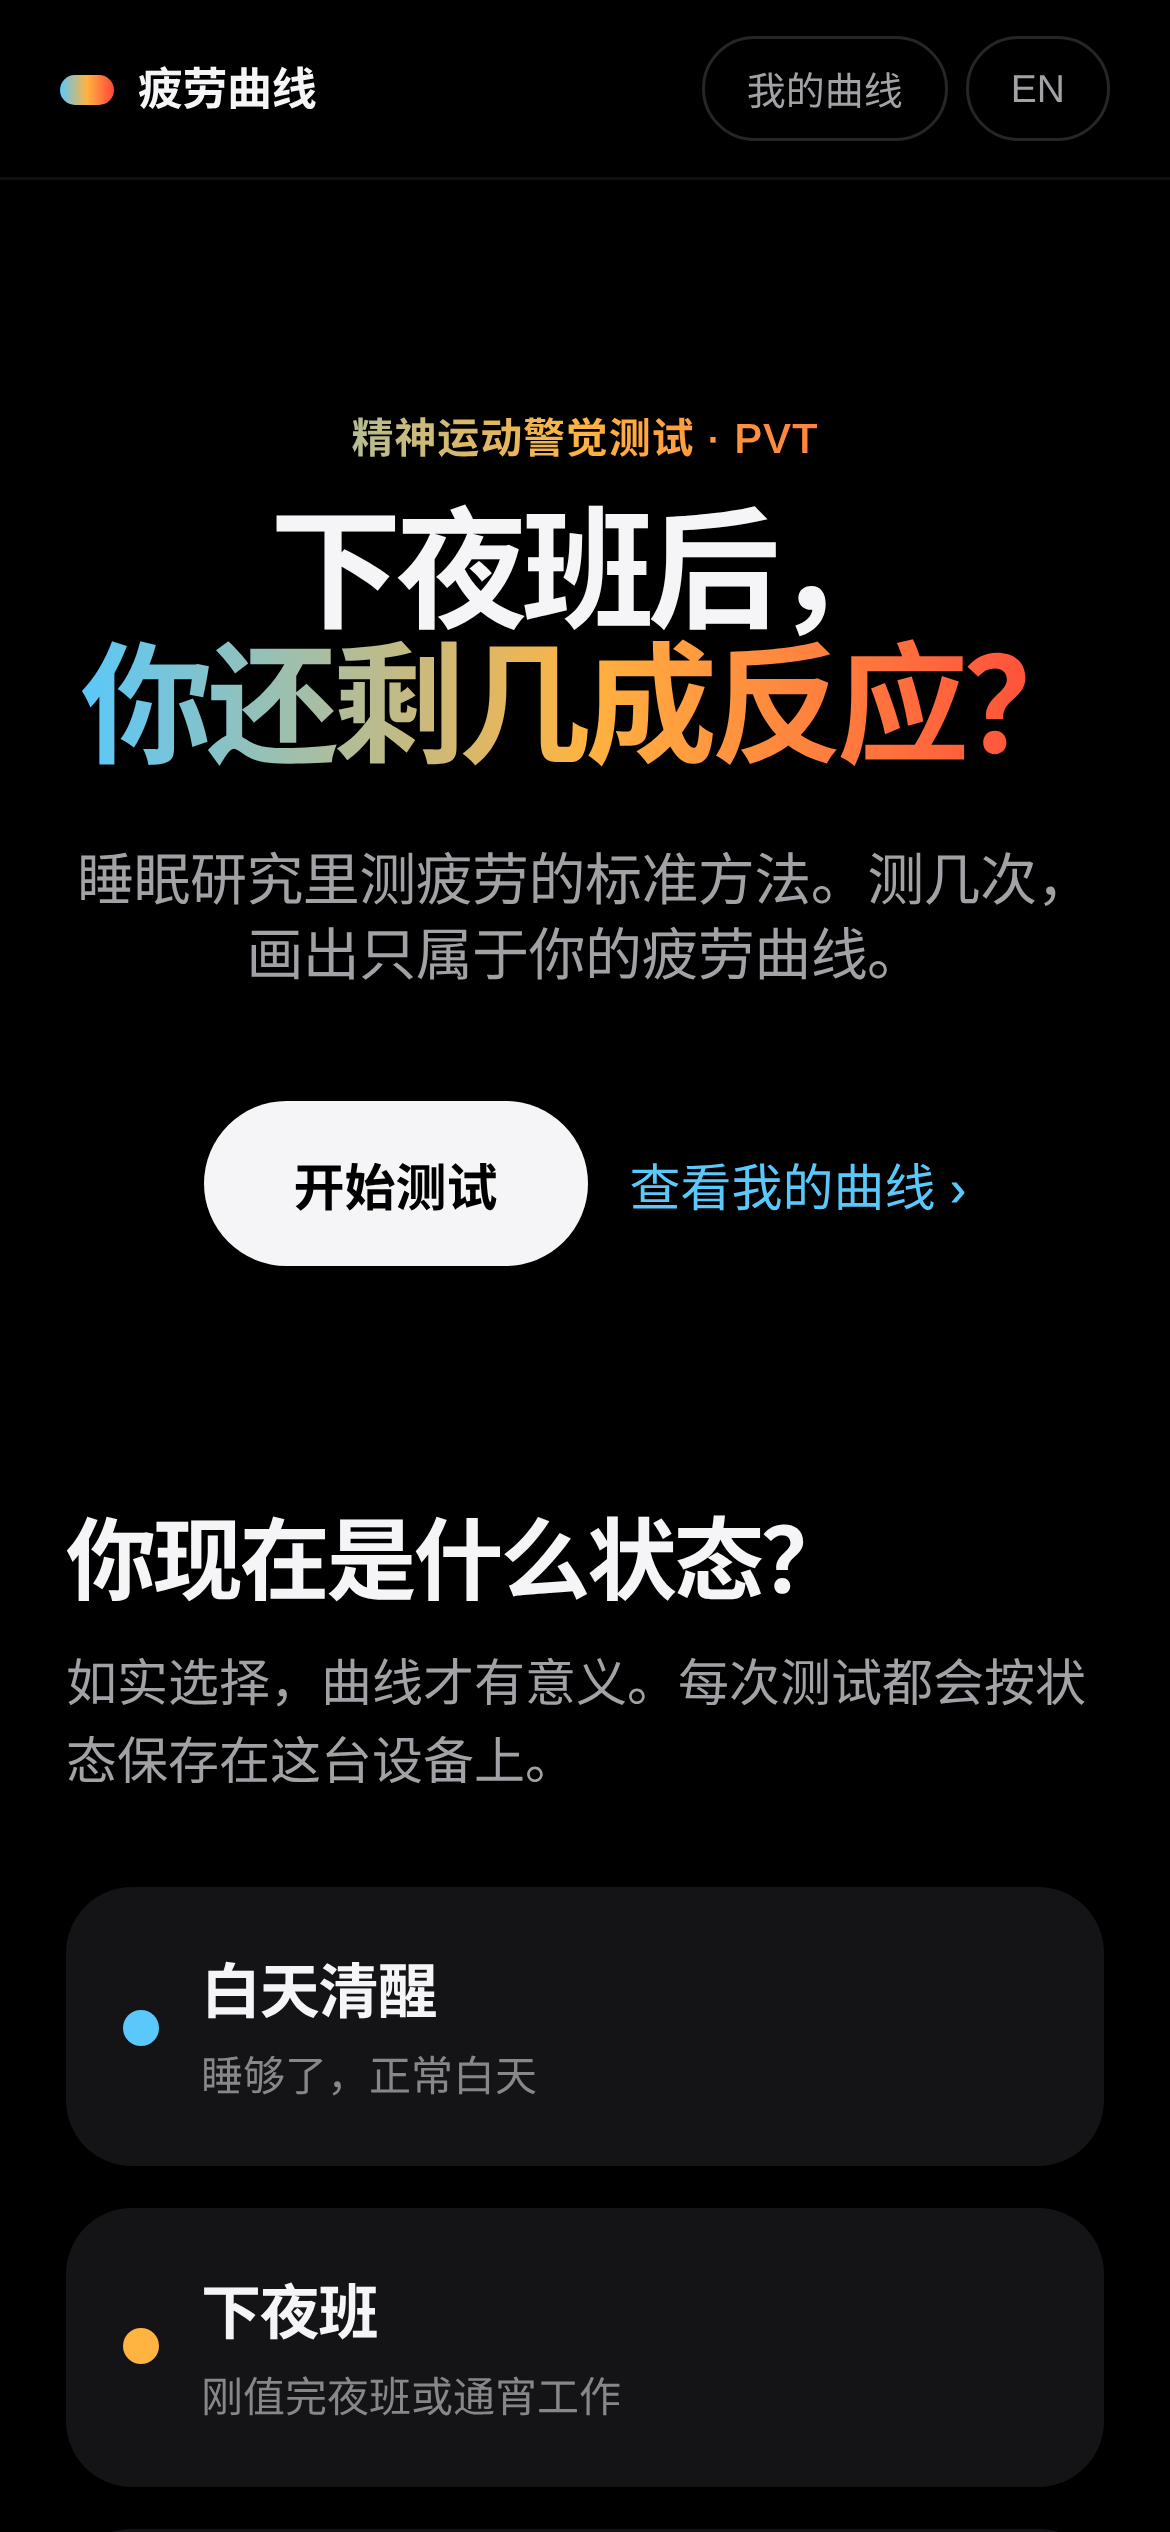 疲劳曲线
我的曲线
EN
精神运动警觉测试 · PVT
下夜班后，
你还剩几成反应？
睡眠研究里测疲劳的标准方法。测几次，
画出只属于你的疲劳曲线。
开始测试
查看我的曲线 ›
你现在是什么状态？
如实选择，曲线才有意义。每次测试都会按状
态保存在这台设备上。
白天清醒
睡够了，正常白天
下夜班
刚值完夜班或通宵工作